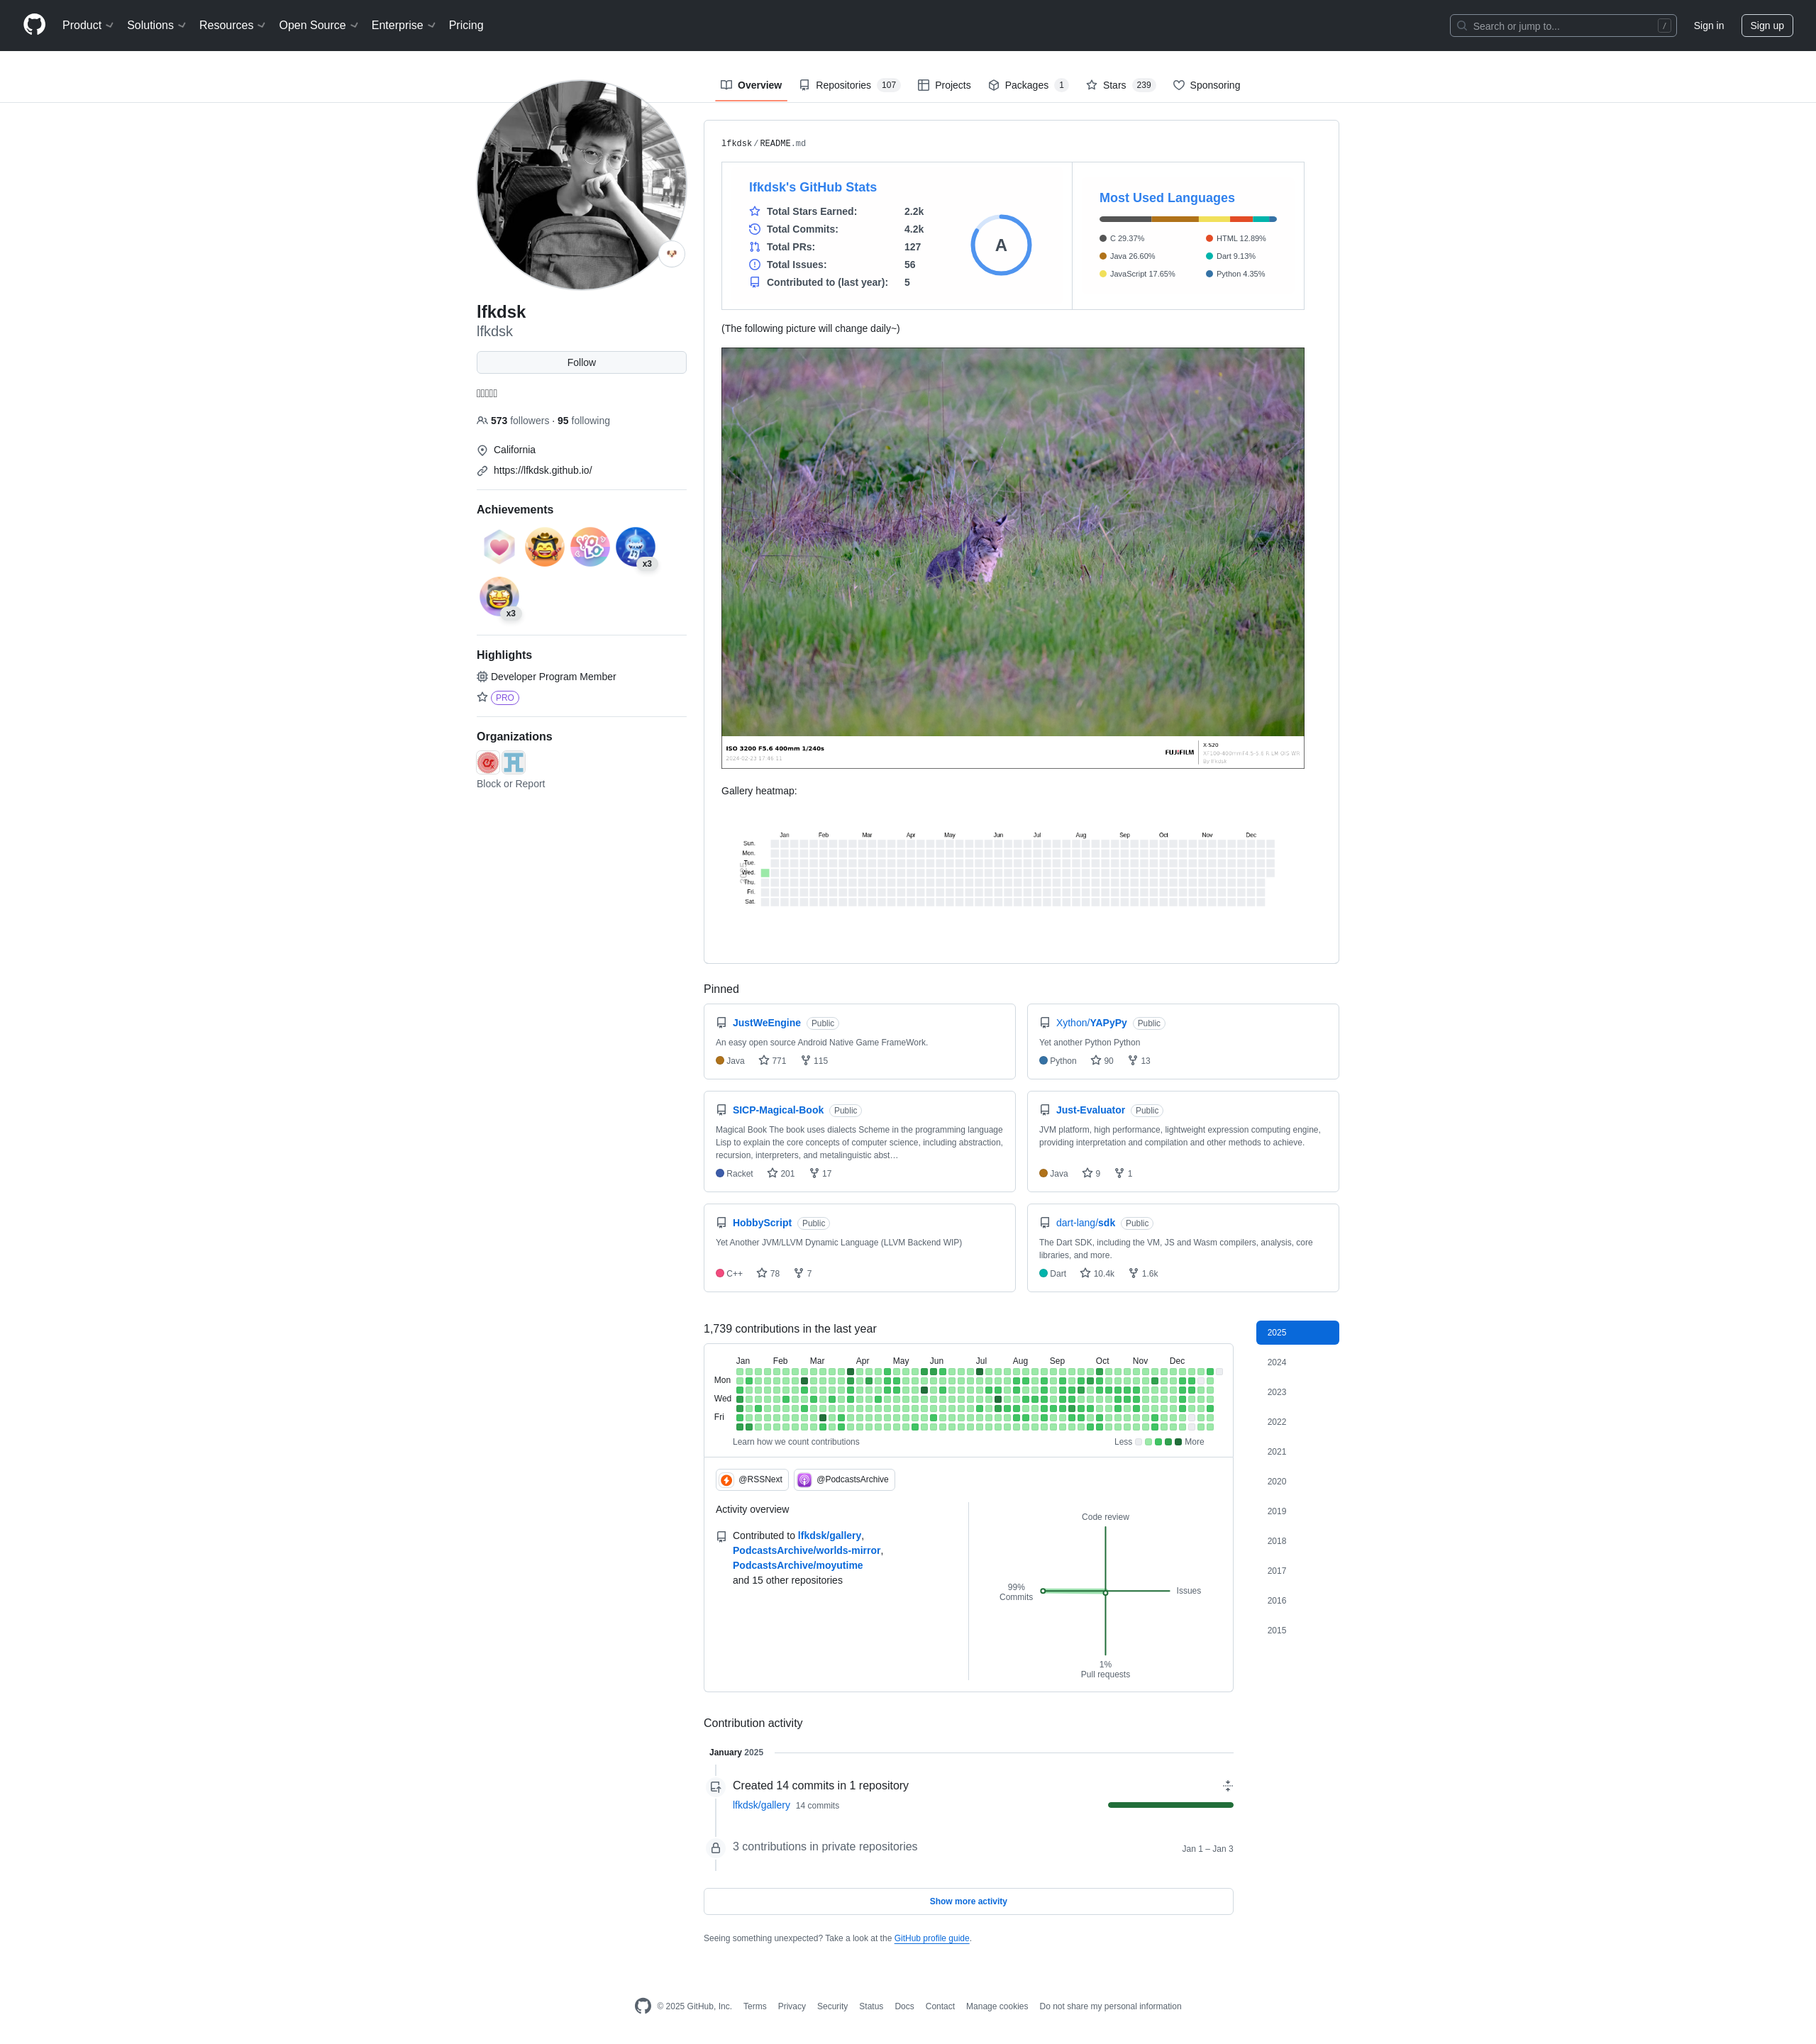 Product Solutions Resources Open Source Enterprise Pricing
Search or jump to... /
Sign in Sign up
Overview Repositories 107 Projects Packages 1 Stars 239 Sponsoring
lfkdsk
lfkdsk
Follow
573 followers · 95 following
California
https://lfkdsk.github.io/
Achievements
YOLO
x3
x3
Highlights
Developer Program Member
PRO
Organizations
Block or Report
lfkdsk / README.md
lfkdsk's GitHub Stats
Total Stars Earned: 2.2k
Total Commits: 4.2k
Total PRs: 127
Total Issues: 56
Contributed to (last year): 5
A
Most Used Languages
C 29.37% HTML 12.89%
Java 26.60% Dart 9.13%
JavaScript 17.65% Python 4.35%
(The following picture will change daily~)
ISO 3200 F5.6 400mm 1/240s
2024-02-23 17:46:11
FUJIFILM
X-S20
Gallery heatmap:
Jan Feb Mar Apr May Jun Jul Aug Sep Oct Nov Dec
Sun.
Mon.
Tue.
Wed.
Thu.
Fri.
Sat.
Pinned
JustWeEngine Public
An easy open source Android Native Game FrameWork.
Java 771 115
Xython/YAPyPy Public
Yet another Python Python
Python 90 13
SICP-Magical-Book Public
Magical Book The book uses dialects Scheme in the programming language
Lisp to explain the core concepts of computer science, including abstraction,
recursion, interpreters, and metalinguistic abst…
Racket 201 17
Just-Evaluator Public
JVM platform, high performance, lightweight expression computing engine,
providing interpretation and compilation and other methods to achieve.
Java 9 1
HobbyScript Public
Yet Another JVM/LLVM Dynamic Language (LLVM Backend WIP)
C++ 78 7
dart-lang/sdk Public
The Dart SDK, including the VM, JS and Wasm compilers, analysis, core
libraries, and more.
Dart 10.4k 1.6k
1,739 contributions in the last year
Jan Feb Mar Apr May Jun Jul Aug Sep Oct Nov Dec
Mon
Wed
Fri
Learn how we count contributions
Less More
@RSSNext @PodcastsArchive
Activity overview
Contributed to lfkdsk/gallery,
PodcastsArchive/worlds-mirror,
PodcastsArchive/moyutime
and 15 other repositories
Code review
99%
Commits
Issues
1%
Pull requests
2025
2024
2023
2022
2021
2020
2019
2018
2017
2016
2015
Contribution activity
January 2025
Created 14 commits in 1 repository
lfkdsk/gallery 14 commits
3 contributions in private repositories Jan 1 – Jan 3
Show more activity
Seeing something unexpected? Take a look at the GitHub profile guide.
© 2025 GitHub, Inc. Terms Privacy Security Status Docs Contact Manage cookies Do not share my personal information